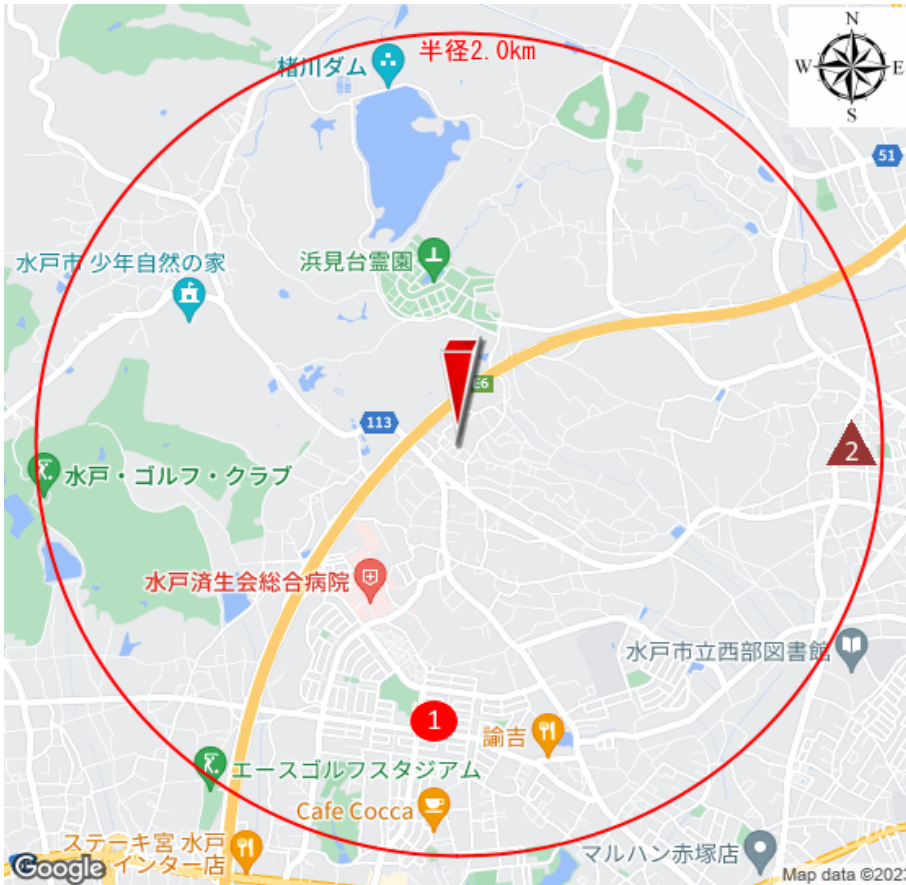 半径2.0km
楮川ダム
N
W
E
S
51
浜見台霊園
水戸市 少年自然の家
E6
113
2
水戸・ゴルフ・クラブ
水戸済生会総合病院
水戸市立西部図書館
1
諭吉
エースゴルフスタジアム
Cafe Cocca
ステーキ宮 水戸
インター店
マルハン赤塚店
Google
Map data ©2023